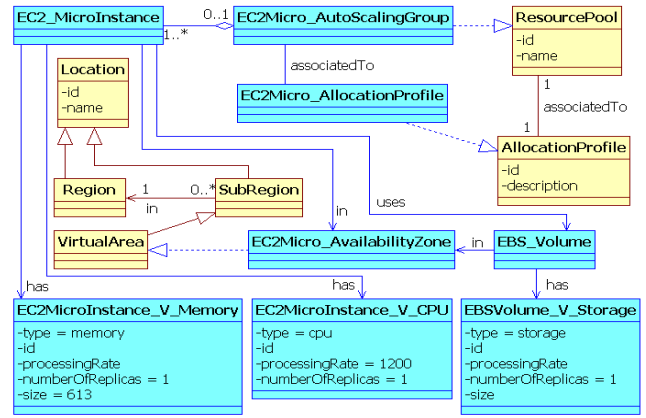 EC2_MicroInstance
0..1
1..*
EC2Micro_AutoScalingGroup
ResourcePool
-id
-name
Location
-id
-name
associatedTo
EC2Micro_AllocationProfile
1
associatedTo
1
AllocationProfile
-id
-description
Region
1
0..*
in
SubRegion
in
uses
VirtualArea
EC2Micro_AvailabilityZone
in
EBS_Volume
has
has
has
EC2MicroInstance_V_Memory
-type = memory
-id
-processingRate
-numberOfReplicas = 1
-size = 613
EC2MicroInstance_V_CPU
-type = cpu
-id
-processingRate = 1200
-numberOfReplicas = 1
EBSVolume_V_Storage
-type = storage
-id
-processingRate
-numberOfReplicas = 1
-size